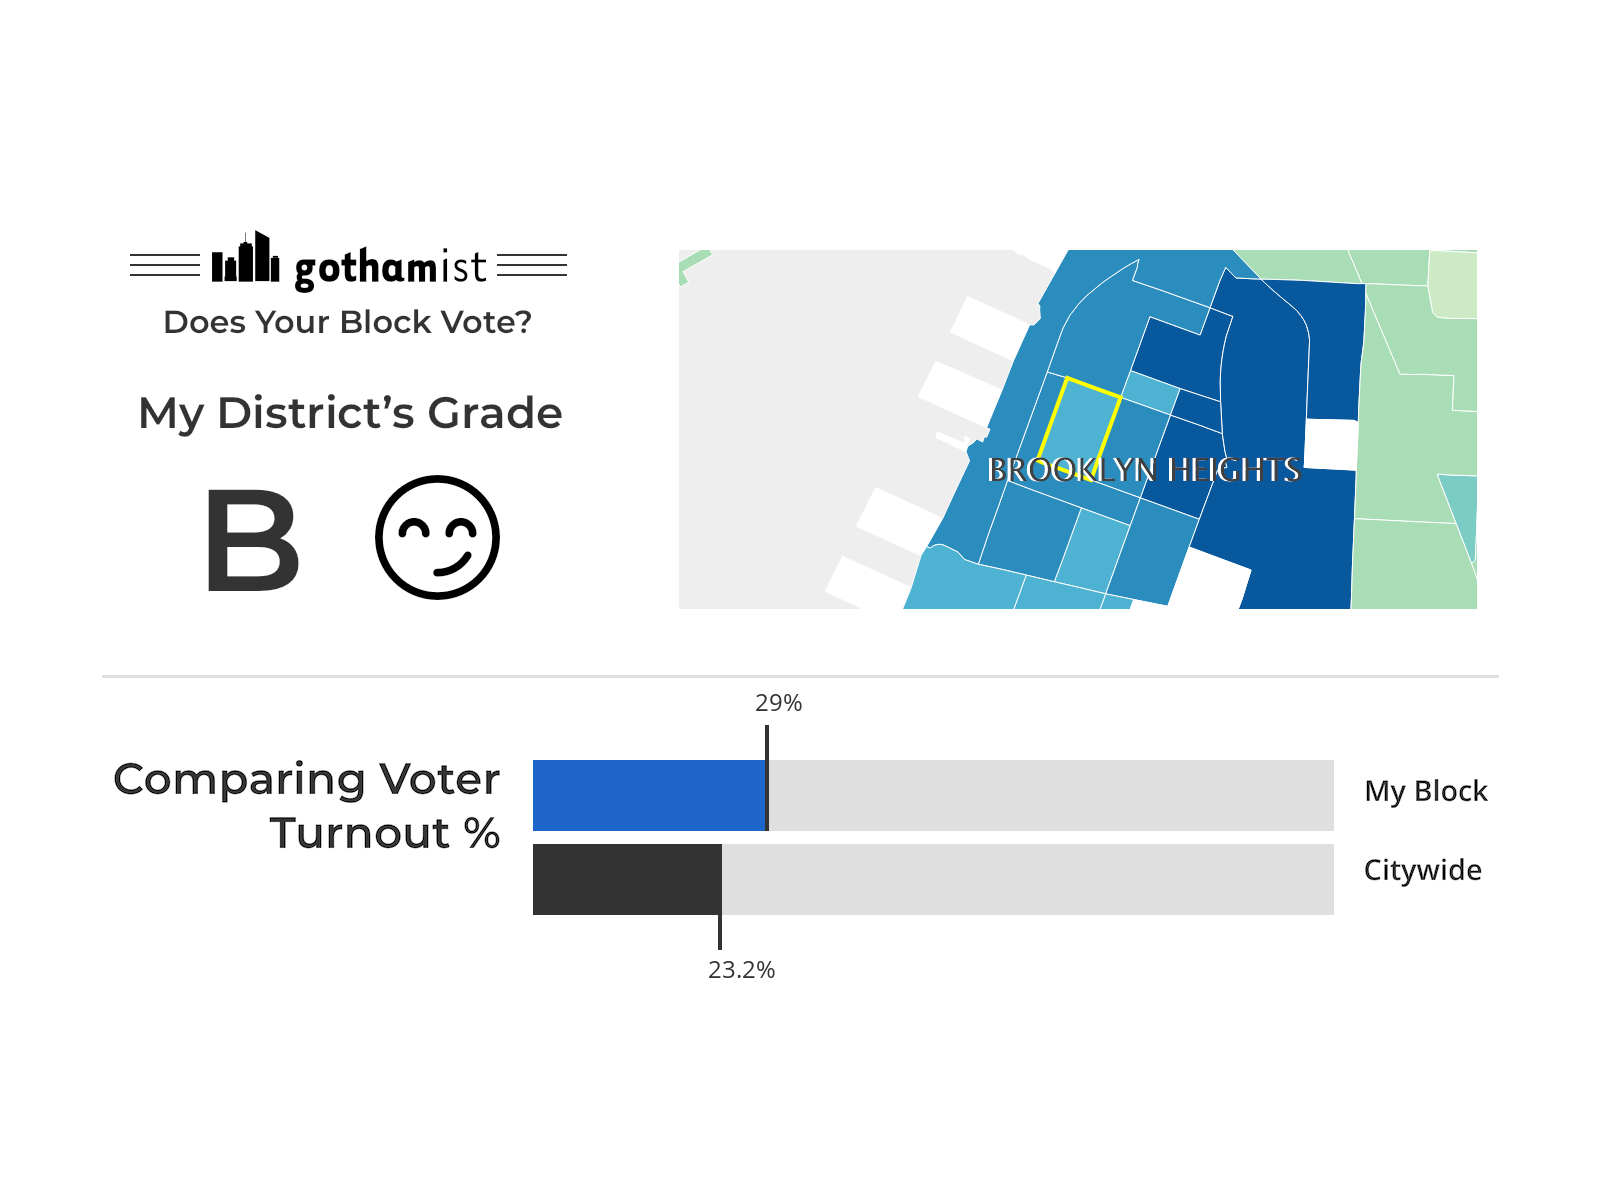 gothamist
Does Your Block Vote?
My District's Grade
B
BROOKLYN HEIGHTS
29%
Comparing Voter
Turnout %
My Block
Citywide
23.2%